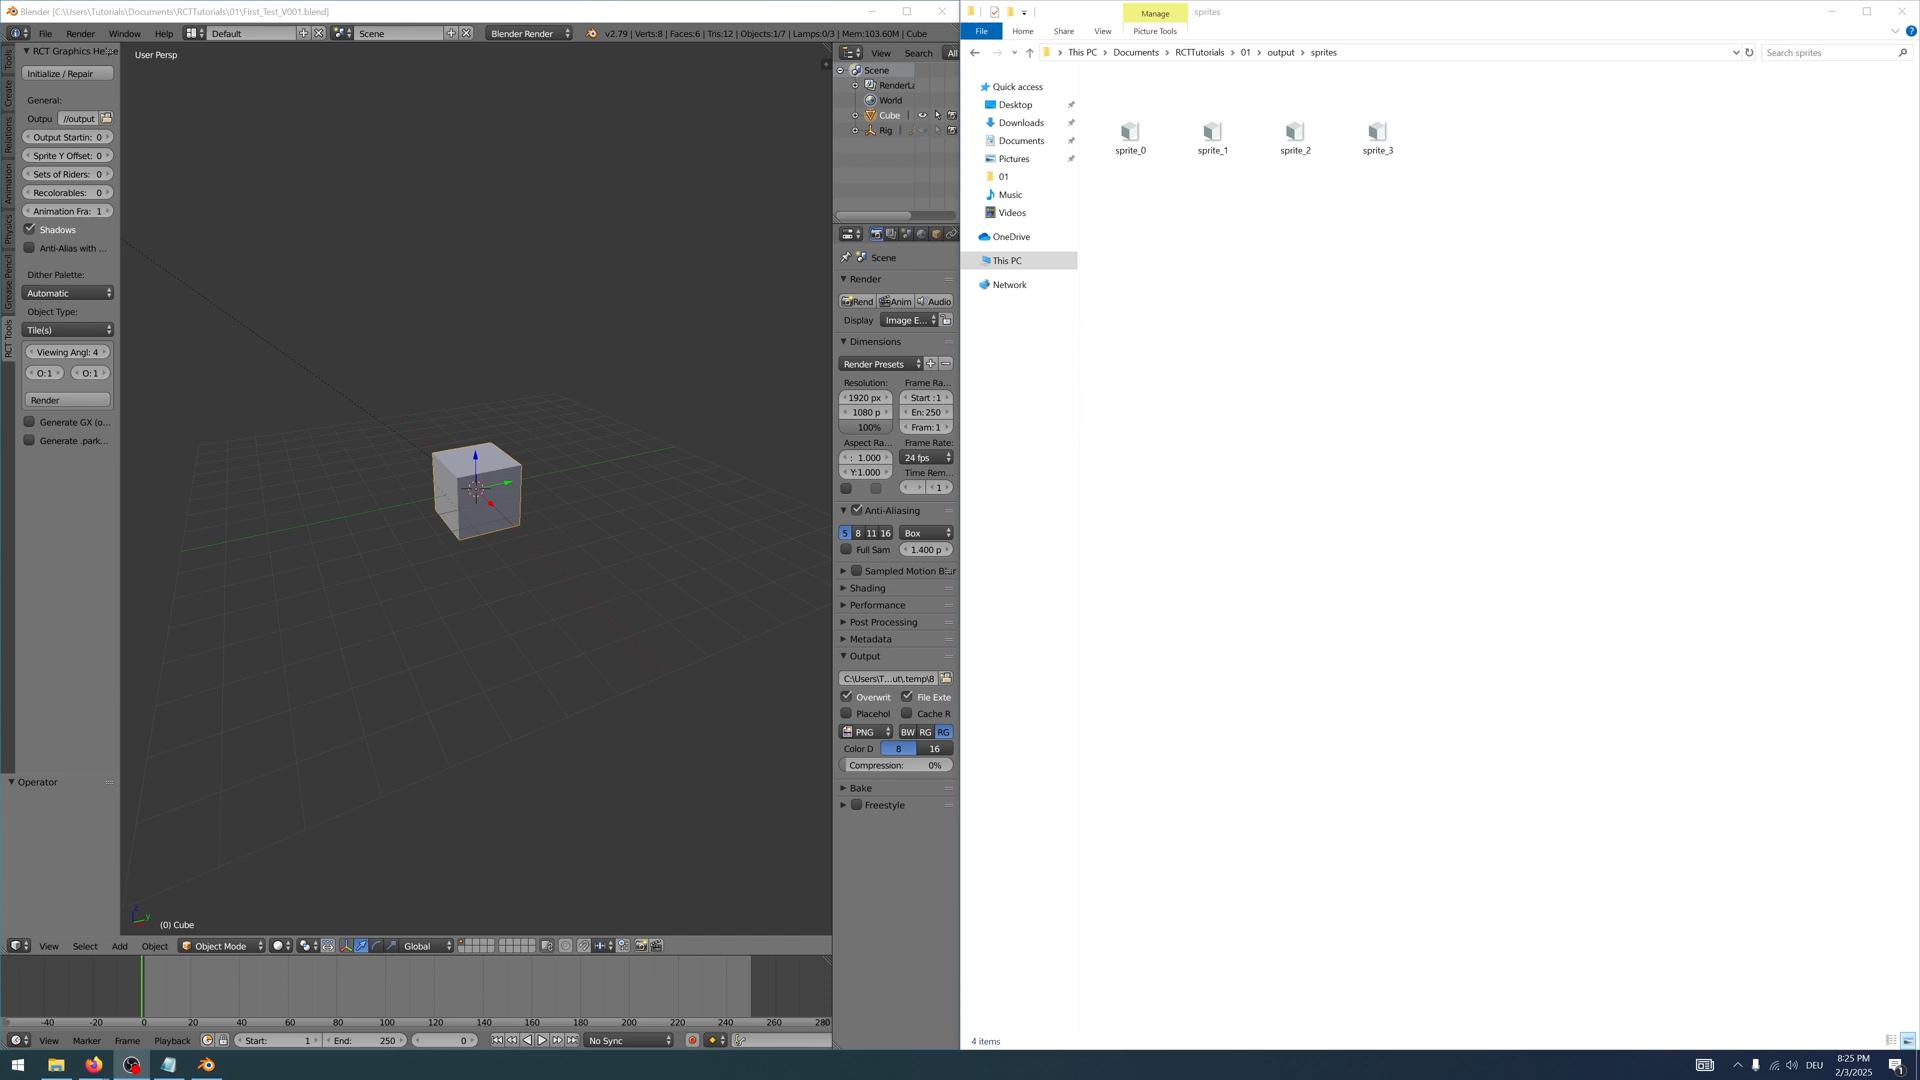 Blender [C:\Users\Tutorials\Documents\RCTTutorials\01\First_Test_V001.blend]
File Render Window Help Default Scene Blender Render v2.79 | Verts:8 | Faces:6 | Tris:12 | Objects:1/7 | Lamps:0/3 | Mem:103.60M | Cube
Tools
Create
Relations
Animation
Physics
Grease Pencil
RCT Tools
RCT Graphics Helpe
Initialize / Repair
General:
Outpu //output
Output Startin: 0
Sprite Y Offset: 0
Sets of Riders: 0
Recolorables: 0
Animation Fra: 1
Shadows
Anti-Alias with ...
Dither Palette:
Automatic
Object Type:
Tile(s)
Viewing Angl: 4
O:1 O:1
Render
Generate GX (o...
Generate .park...
Operator
User Persp
(0) Cube
View Select Add Object Object Mode Global
-40 -20 0 20 40 60 80 100 120 140 160 180 200 220 240 260 280
View Marker Frame Playback Start: 1 End: 250 0 No Sync
View Search All
Scene
RenderLa
World
Cube
Rig
Scene
Render
Rend Anim Audio
Display Image E...
Dimensions
Render Presets
Resolution: Frame Ra...
1920 px Start :1
1080 p En: 250
100% Fram: 1
Aspect Ra... Frame Rate:
: 1.000 24 fps
Y:1.000 Time Rem...
1
Anti-Aliasing
5 8 11 16 Box
Full Sam 1.400 p
Sampled Motion Blur
Shading
Performance
Post Processing
Metadata
Output
C:\Users\T...ut\.temp\8
Overwrit File Exte
Placehol Cache R
PNG BW RG RG
Color D 8 16
Compression: 0%
Bake
Freestyle
Manage sprites
File Home Share View Picture Tools
This PC Documents RCTTutorials 01 output sprites Search sprites
Quick access
Desktop
Downloads
Documents
Pictures
01
Music
Videos
OneDrive
This PC
Network
sprite_0 sprite_1 sprite_2 sprite_3
4 items
DEU 8:25 PM
2/3/2025
1